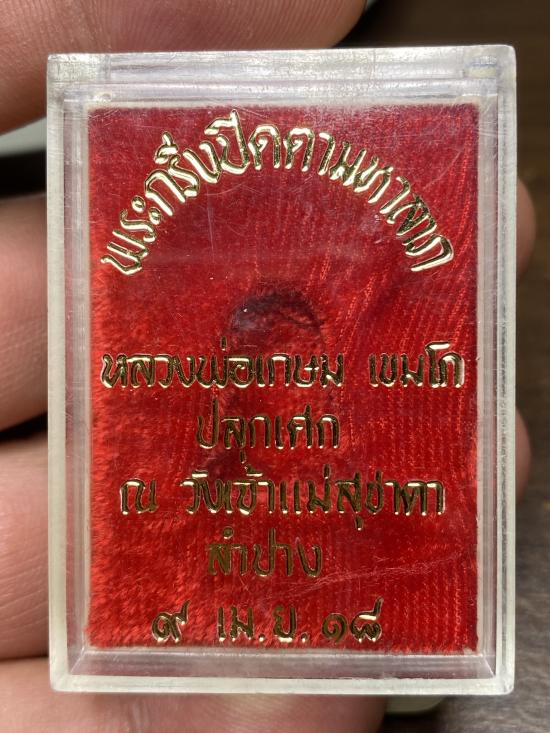 พระกริ่งปิดตามหาลาภ
หลวงพ่อเกษม เขมโก
ปลุกเศก
ณ วังเจ้าแม่สุชาดา
ลำปาง
๙ เม.ย. ๑๘